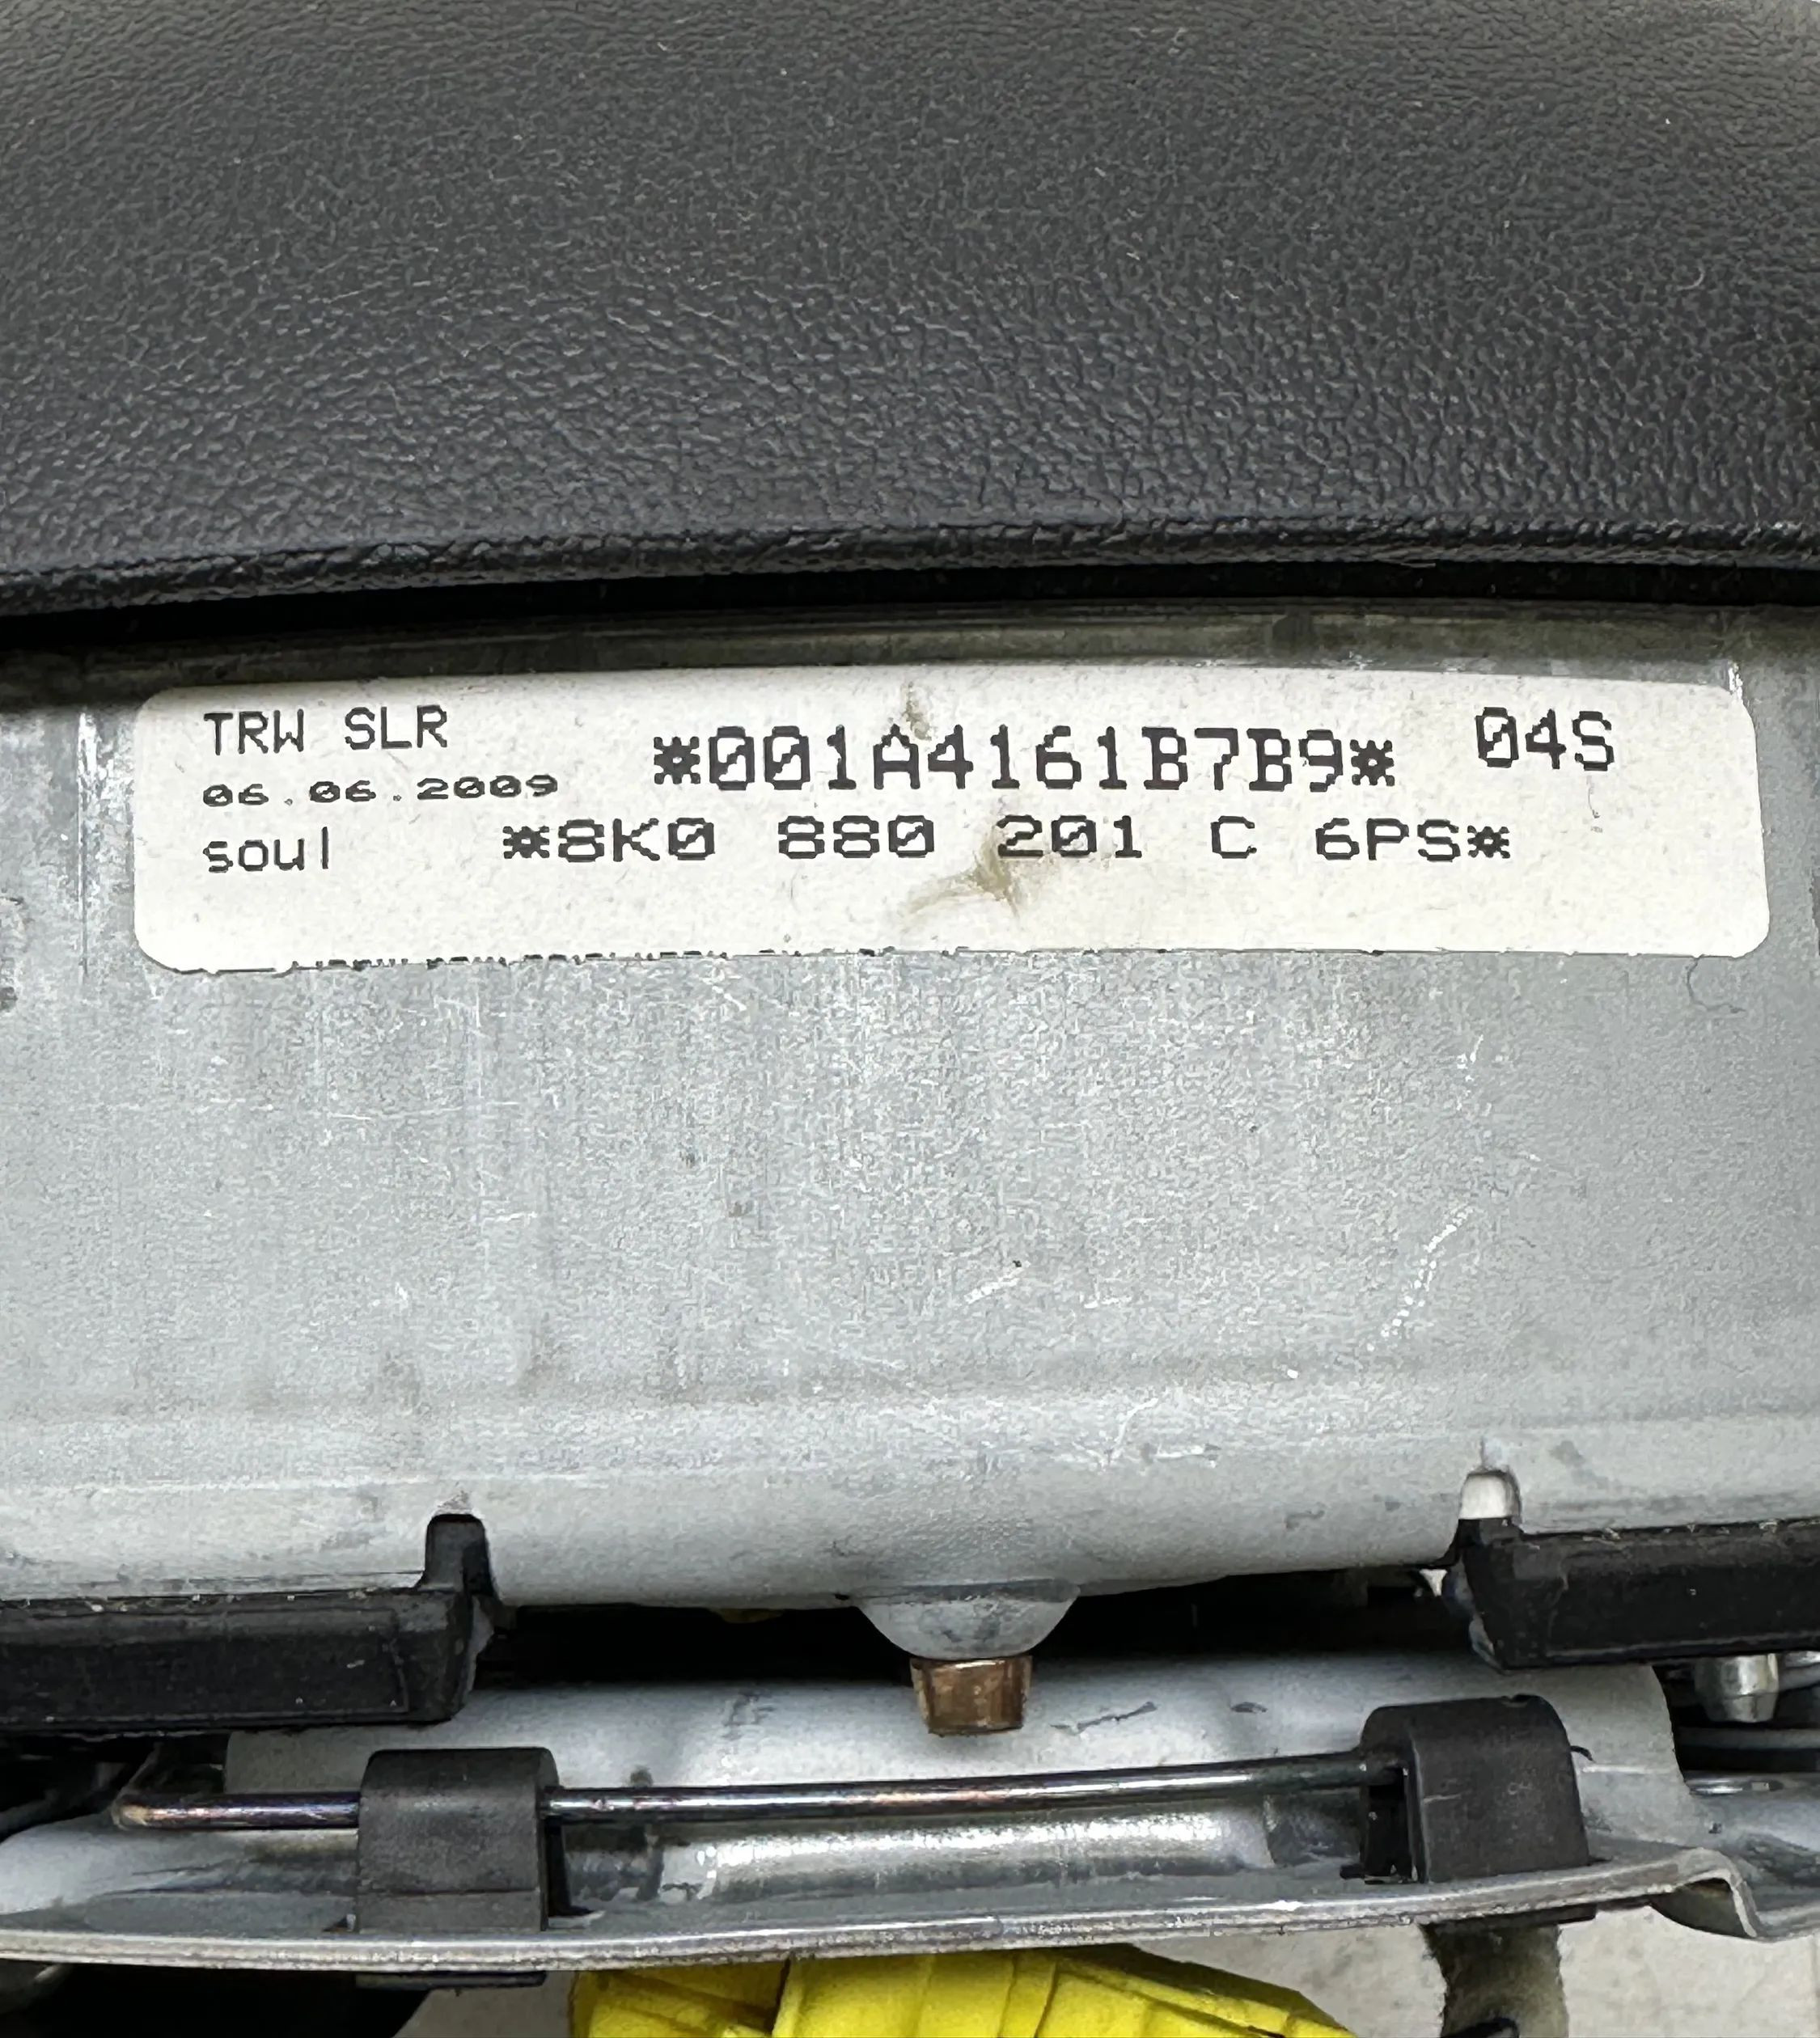 TRW SLR
06.06.2009
soul
*001A4161B7B9*
04S
*8K0 880 201 C 6PS*